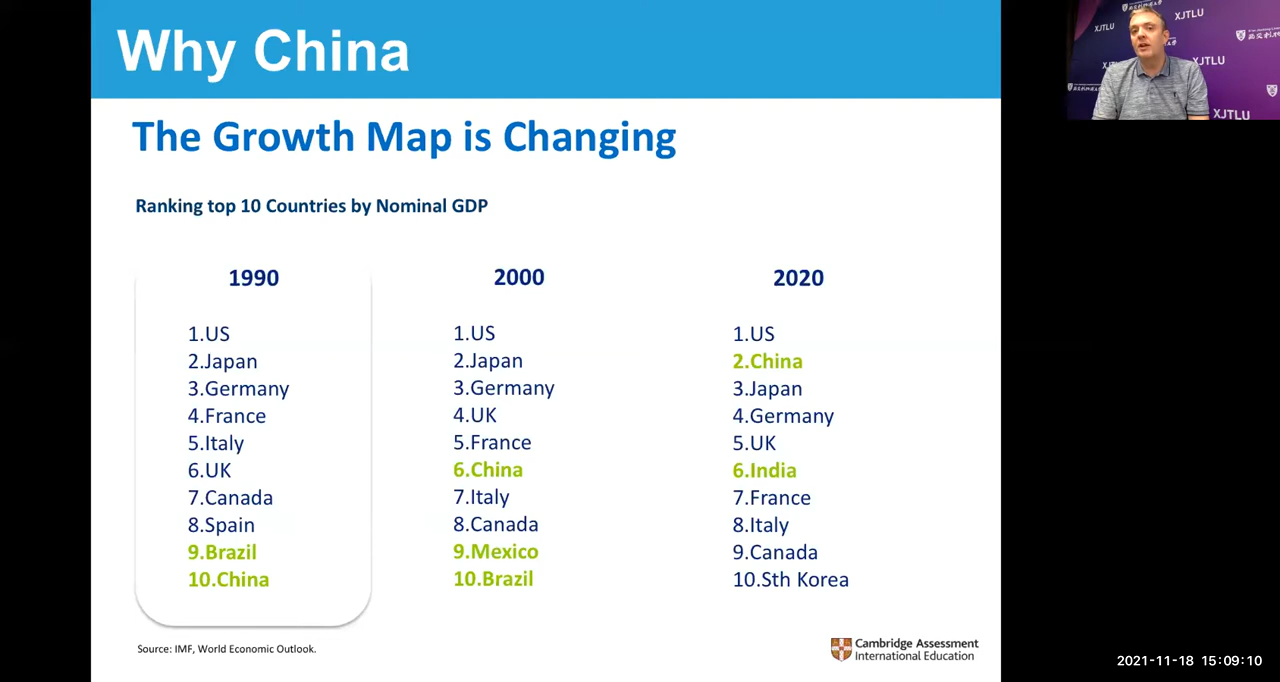 Why China
The Growth Map is Changing
Ranking top 10 Countries by Nominal GDP
1990
1.US
2.Japan
3.Germany
4.France
5.Italy
6.UK
7.Canada
8.Spain
9.Brazil
10.China
2000
1.US
2.Japan
3.Germany
4.UK
5.France
6.China
7.Italy
8.Canada
9.Mexico
10.Brazil
2020
1.US
2.China
3.Japan
4.Germany
5.UK
6.India
7.France
8.Italy
9.Canada
10.Sth Korea
Source: IMF, World Economic Outlook.
Cambridge Assessment
International Education
XJTLU
XJTLU
XJTLU
XJTLU
2021-11-18 15:09:10